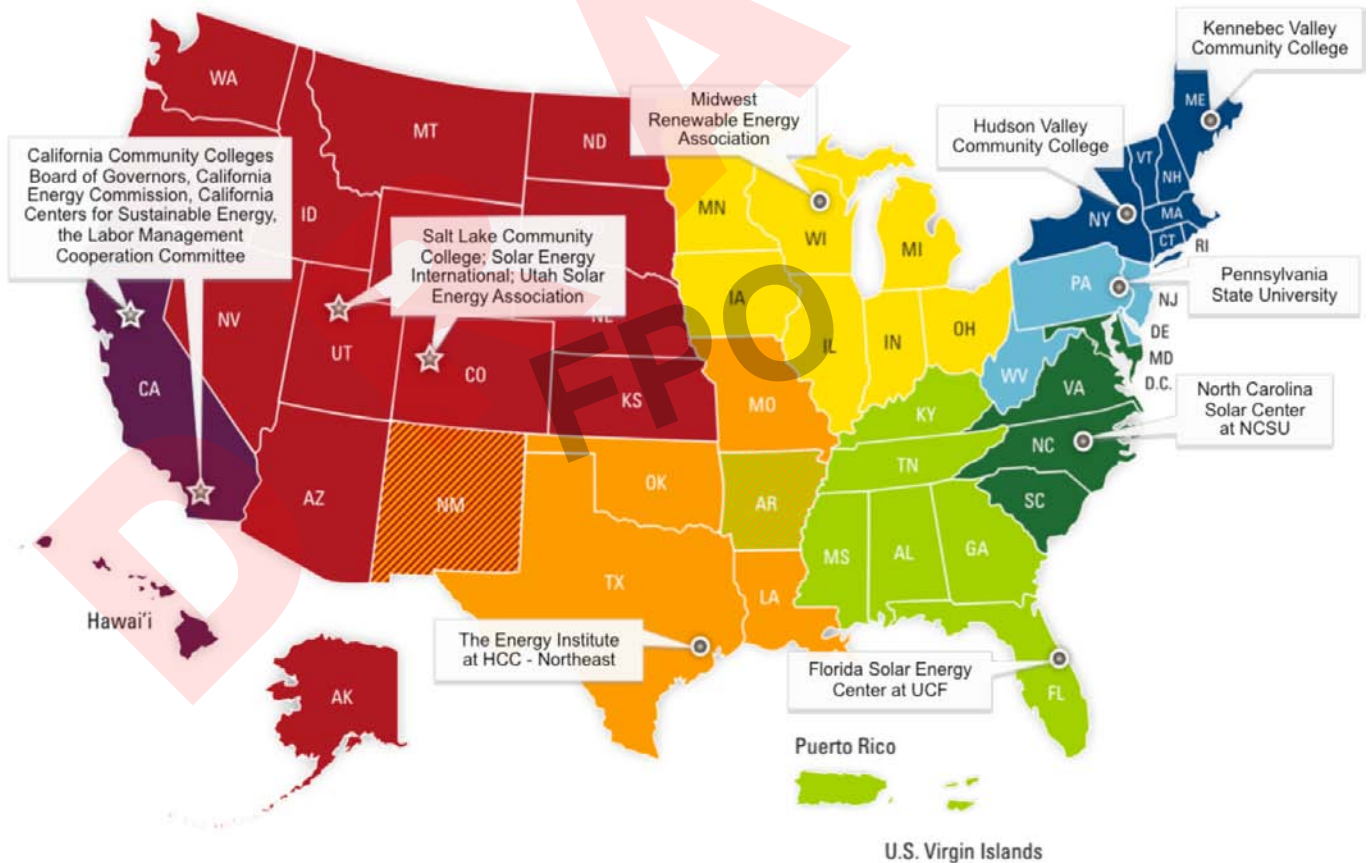 Kennebec Valley
Community College
WA
ME
MT
ND
Midwest
Renewable Energy
Association
Hudson Valley
Community College
California Community Colleges
Board of Governors, California
Energy Commission, California
Centers for Sustainable Energy,
the Labor Management
Cooperation Committee
VT
NH
ID
MN
WI
MI
NY
MA
CT
RI
Salt Lake Community
College; Solar Energy
International; Utah Solar
Energy Association
Pennsylvania
State University
IA
PA
NJ
NE
NV
UT
CO
IL
IN
OH
DE
MD
D.C.
WV
VA
CA
KS
MO
KY
North Carolina
Solar Center
at NCSU
FPO
NC
TN
AZ
NM
OK
AR
SC
MS
AL
GA
TX
LA
Hawai'i
The Energy Institute
at HCC - Northeast
Florida Solar Energy
Center at UCF
FL
AK
Puerto Rico
U.S. Virgin Islands